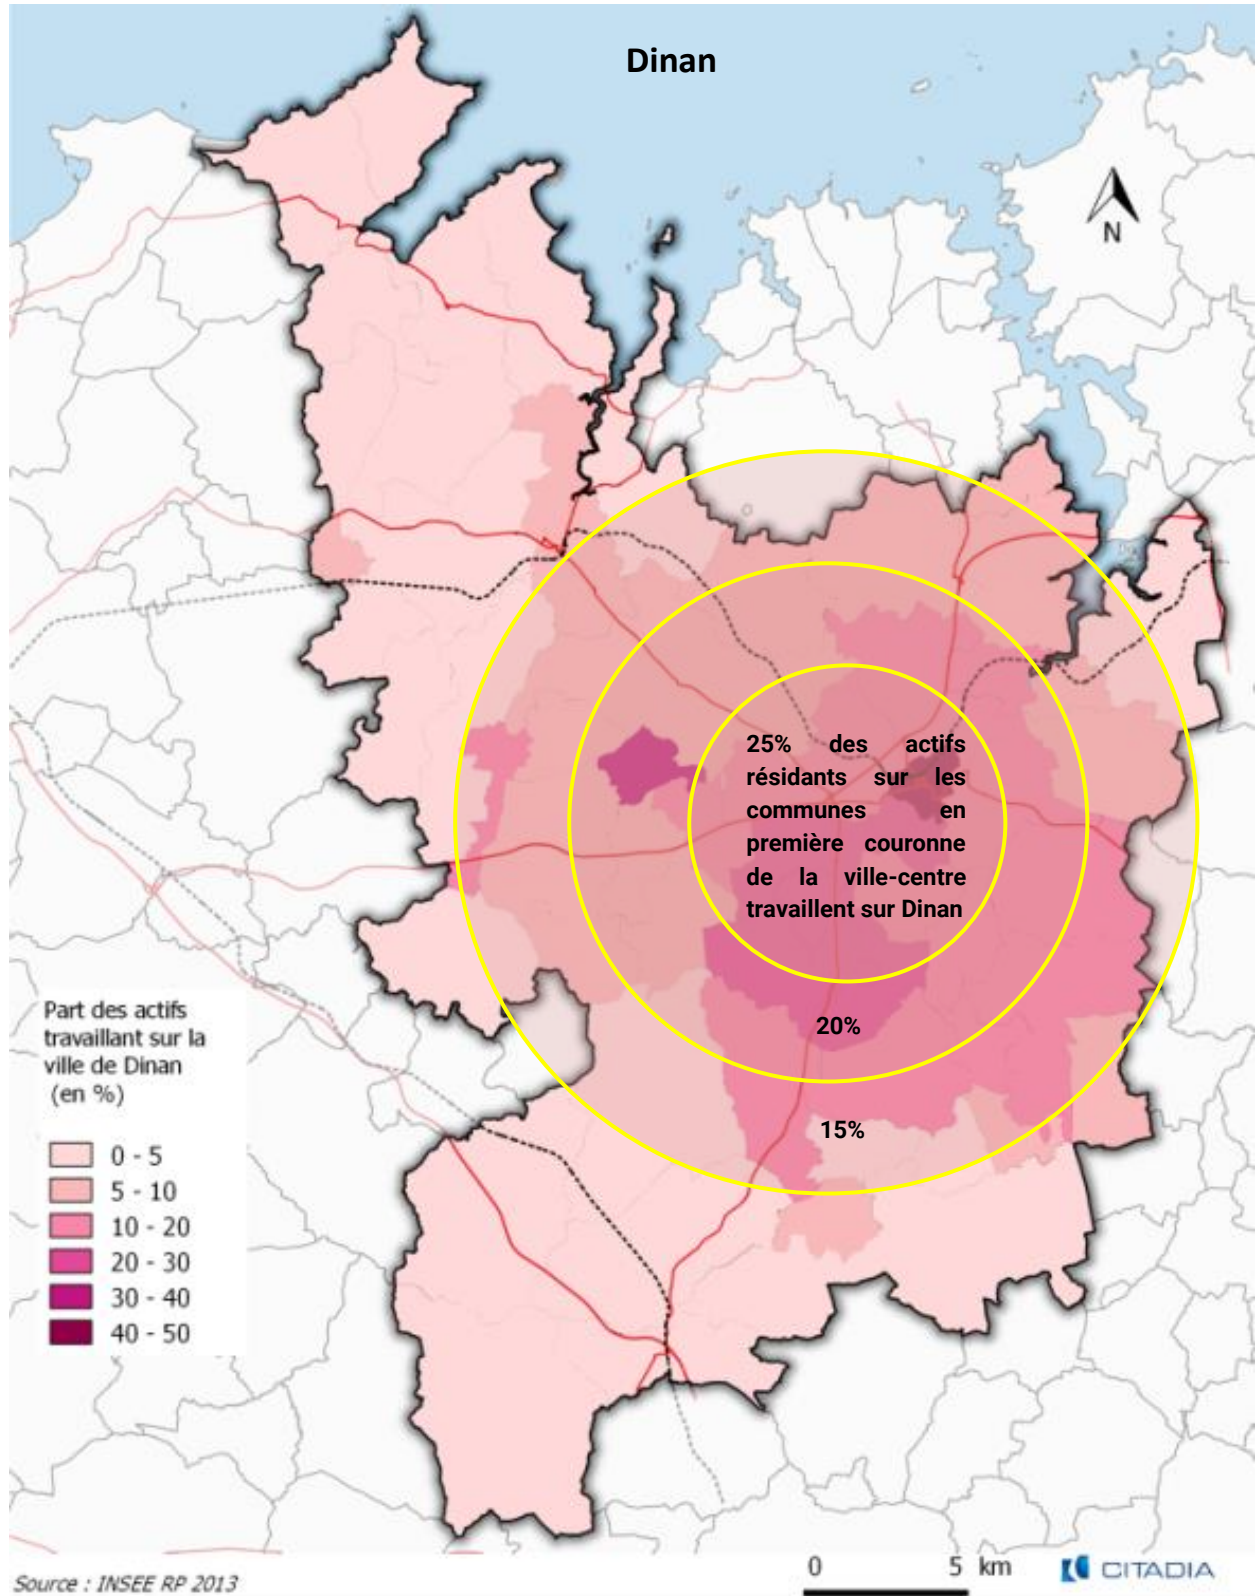 Dinan
N
25% des actifs
résidants sur les
communes en
première couronne
de la ville-centre
travaillent sur Dinan
20%
15%
Part des actifs
travaillant sur la
ville de Dinan
(en %)
0 - 5
5 - 10
10 - 20
20 - 30
30 - 40
40 - 50
0 5 km
CITADIA
Source : INSEE RP 2013